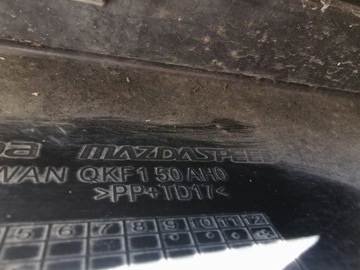 MAZDASPEED
WAN QKF1 50 AH0
>PP+TD17<
5 6 7 8 9 10 11 12